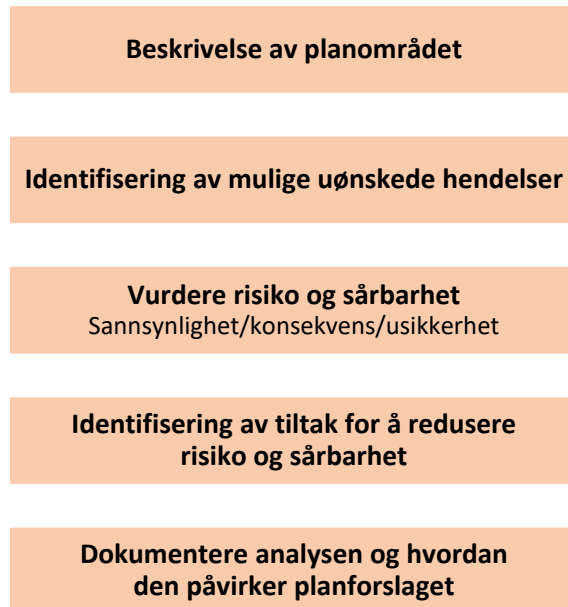 Beskrivelse av planområdet
Identifisering av mulige uønskede hendelser
Vurdere risiko og sårbarhet
Sannsynlighet/konsekvens/usikkerhet
Identifisering av tiltak for å redusere
risiko og sårbarhet
Dokumentere analysen og hvordan
den påvirker planforslaget